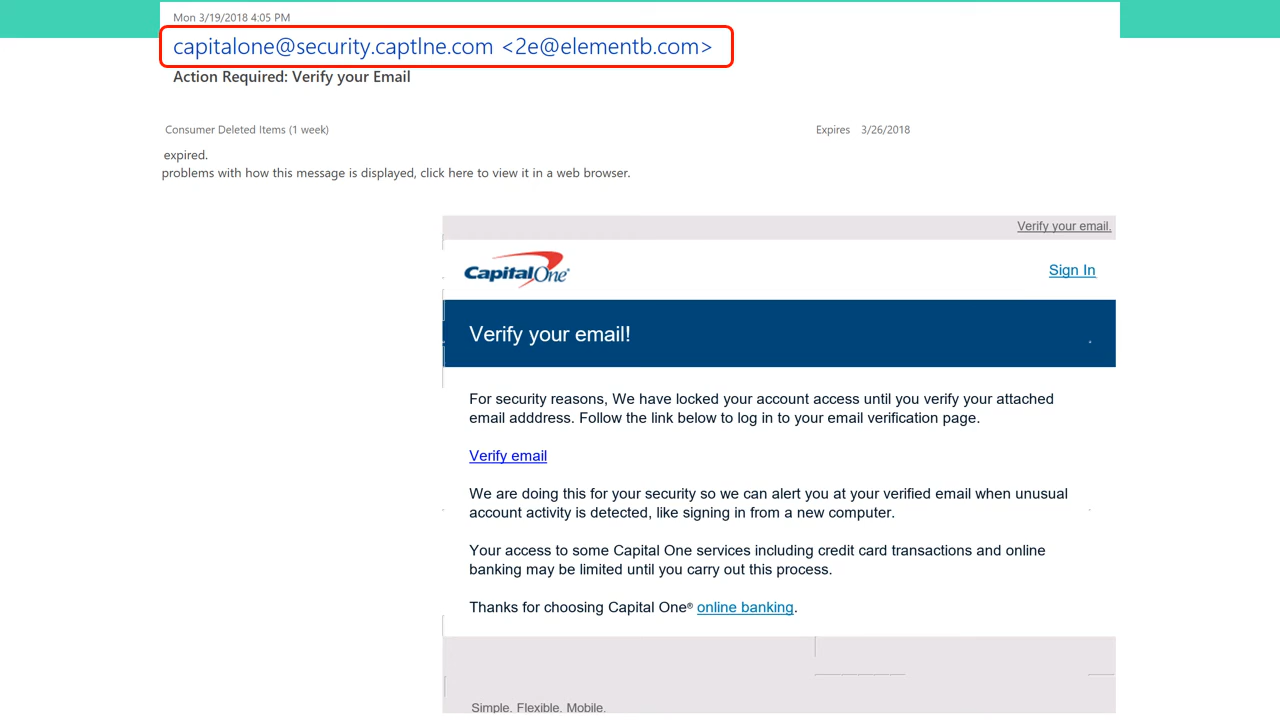 Mon 3/19/2018 4:05 PM
capitalone@security.captlne.com <2e@elementb.com>
Action Required: Verify your Email
Consumer Deleted Items (1 week) Expires 3/26/2018
expired.
problems with how this message is displayed, click here to view it in a web browser.
Verify your email.
CapitalOne® Sign In
Verify your email!
For security reasons, We have locked your account access until you verify your attached
email adddress. Follow the link below to log in to your email verification page.
Verify email
We are doing this for your security so we can alert you at your verified email when unusual
account activity is detected, like signing in from a new computer.
Your access to some Capital One services including credit card transactions and online
banking may be limited until you carry out this process.
Thanks for choosing Capital One® online banking.
Simple. Flexible. Mobile.